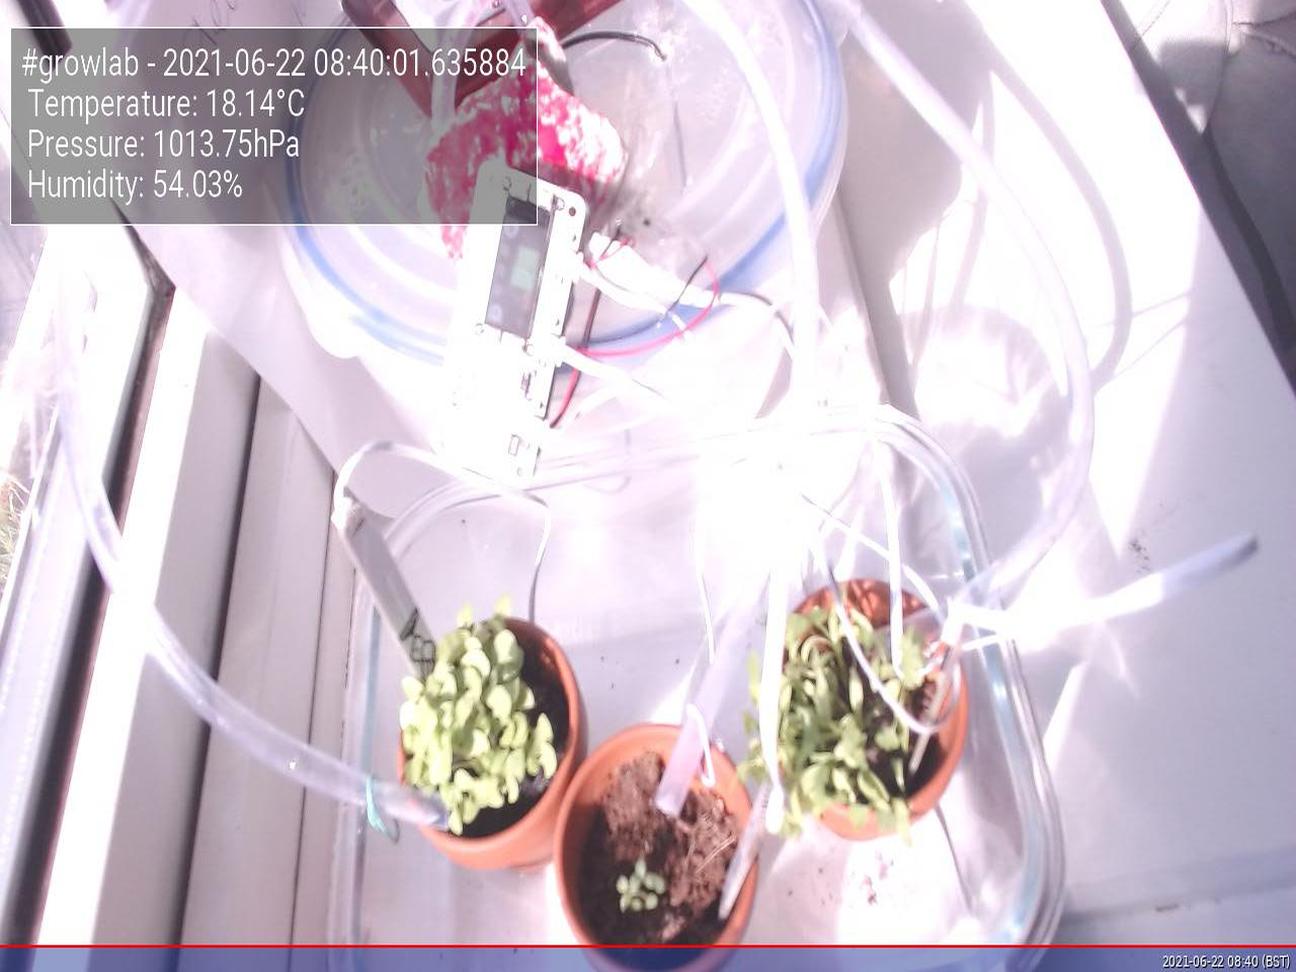 #growlab - 2021-06-22 08:40:01.635884
Temperature: 18.14°C
Pressure: 1013.75hPa
Humidity: 54.03%
2021-06-22 08:40 (BST)